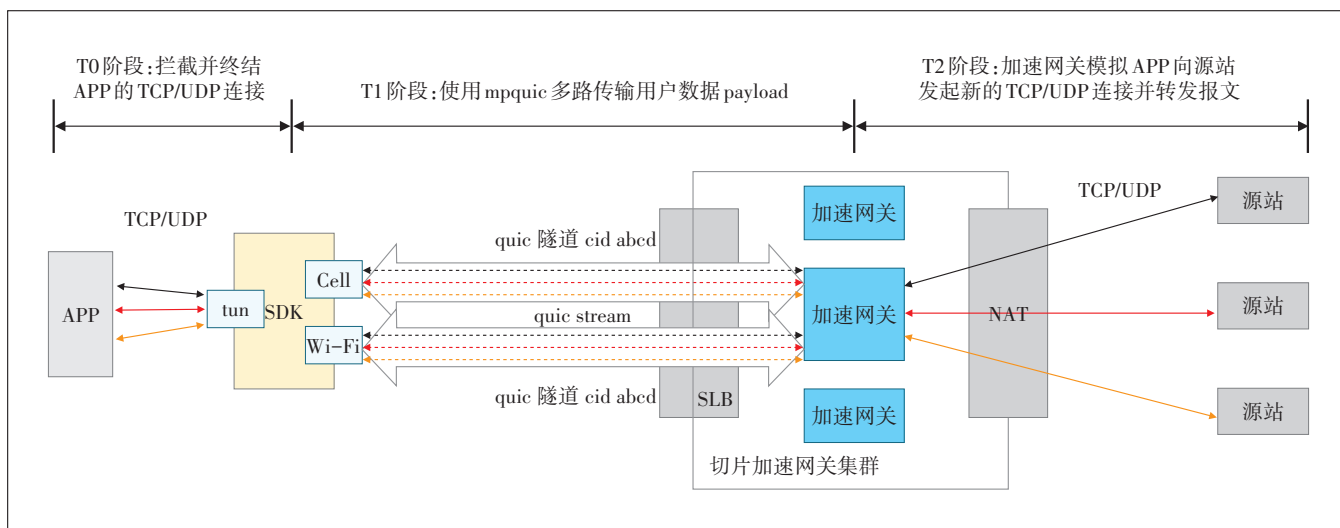 T0阶段:拦截并终结
APP的TCP/UDP连接
T1阶段:使用mpquic多路传输用户数据payload
T2阶段:加速网关模拟APP向源站
发起新的TCP/UDP连接并转发报文
TCP/UDP
APP
tun
SDK
Cell
Wi-Fi
quic 隧道 cid abcd
quic stream
quic 隧道 cid abcd
SLB
加速网关
加速网关
加速网关
切片加速网关集群
NAT
TCP/UDP
源站
源站
源站